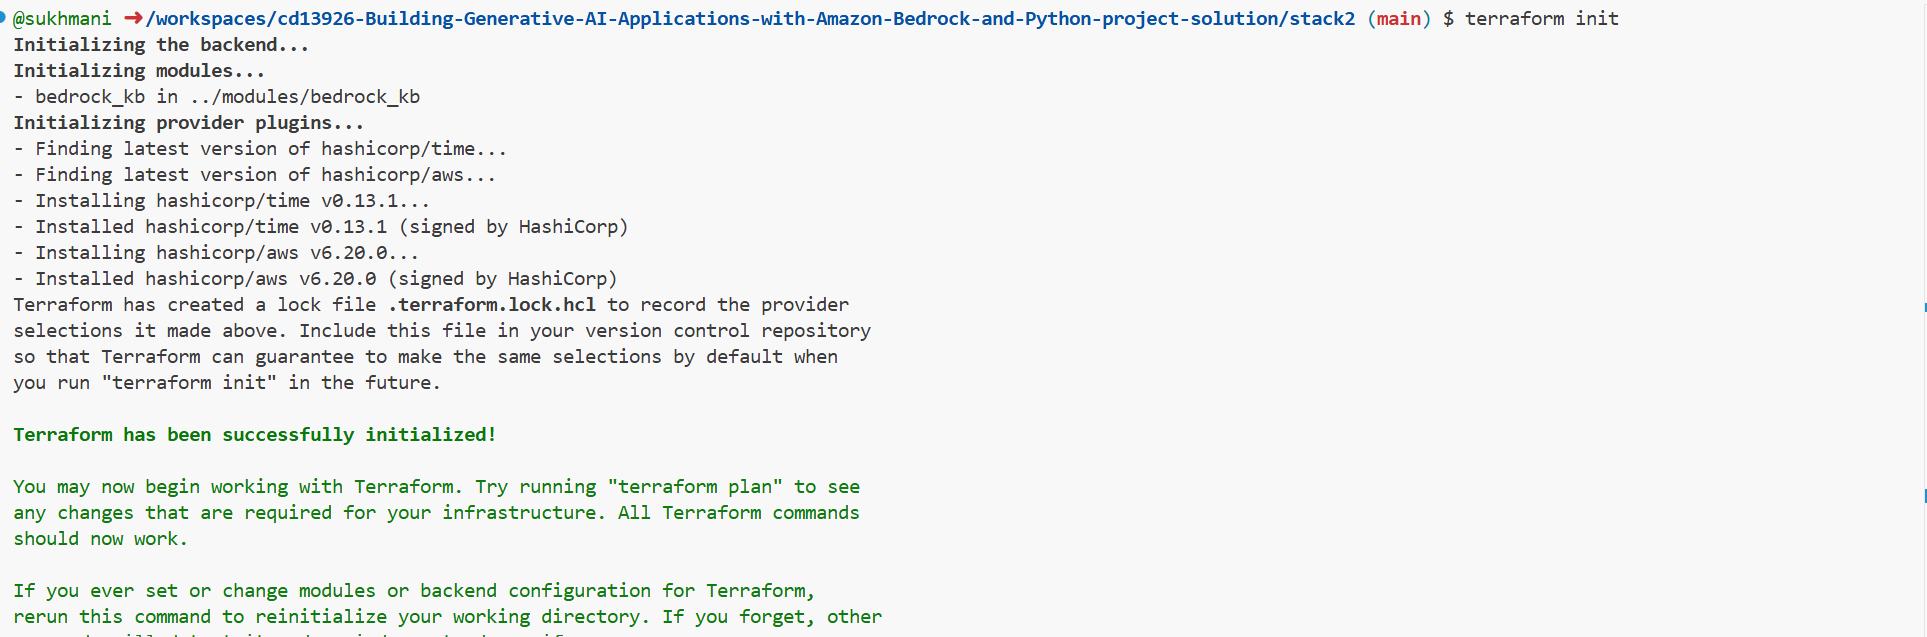 @sukhmani ➜/workspaces/cd13926-Building-Generative-AI-Applications-with-Amazon-Bedrock-and-Python-project-solution/stack2 (main) $ terraform init
Initializing the backend...
Initializing modules...
- bedrock_kb in ../modules/bedrock_kb
Initializing provider plugins...
- Finding latest version of hashicorp/time...
- Finding latest version of hashicorp/aws...
- Installing hashicorp/time v0.13.1...
- Installed hashicorp/time v0.13.1 (signed by HashiCorp)
- Installing hashicorp/aws v6.20.0...
- Installed hashicorp/aws v6.20.0 (signed by HashiCorp)
Terraform has created a lock file .terraform.lock.hcl to record the provider
selections it made above. Include this file in your version control repository
so that Terraform can guarantee to make the same selections by default when
you run "terraform init" in the future.
Terraform has been successfully initialized!
You may now begin working with Terraform. Try running "terraform plan" to see
any changes that are required for your infrastructure. All Terraform commands
should now work.
If you ever set or change modules or backend configuration for Terraform,
rerun this command to reinitialize your working directory. If you forget, other